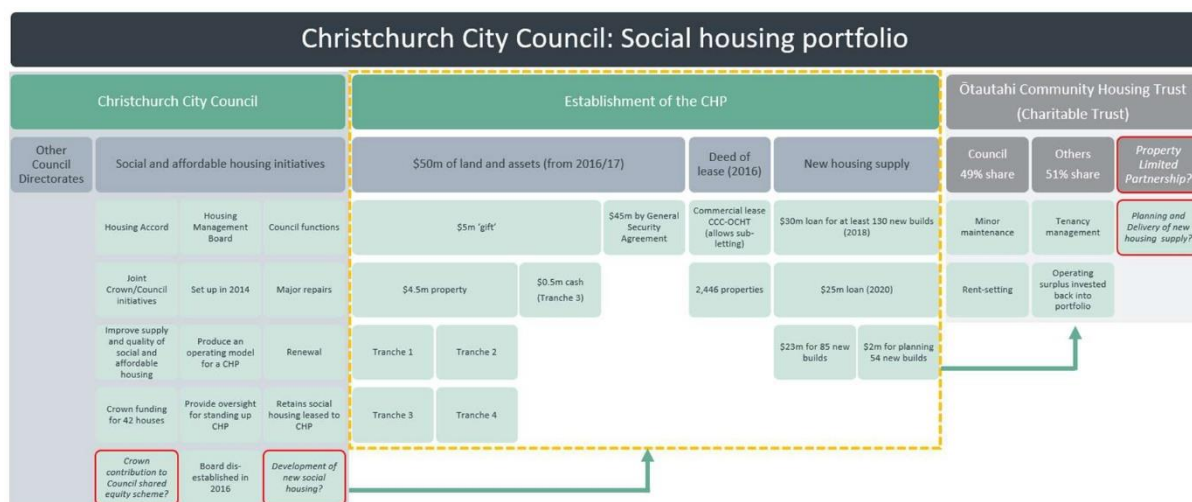 Christchurch City Council: Social housing portfolio
Christchurch City Council
Establishment of the CHP
Ōtautahi Community Housing Trust
(Charitable Trust)
Other
Council
Directorates
Social and affordable housing initiatives
$50m of land and assets (from 2016/17)
Deed of
lease (2016)
New housing supply
Council
49% share
Others
51% share
Property
Limited
Partnership?
Housing Accord
Housing
Management
Board
Council functions
$5m 'gift'
$45m by General
Security
Agreement
Commercial lease
CCC-OCHT
(allows sub-
letting)
$30m loan for at least 130 new builds
(2018)
Minor
maintenance
Tenancy
management
Planning and
Delivery of new
housing supply?
Joint
Crown/Council
initiatives
Set up in 2014
Major repairs
$4.5m property
$0.5m cash
(Tranche 3)
2,446 properties
$25m loan (2020)
Rent-setting
Operating
surplus invested
back into
portfolio
Improve supply
and quality of
social and
affordable
housing
Produce an
operating model
for a CHP
Renewal
Tranche 1
Tranche 2
$23m for 85 new
builds
$2m for planning
54 new builds
Crown funding
for 42 houses
Provide oversight
for standing up
CHP
Retains social
housing leased to
CHP
Tranche 3
Tranche 4
Crown
contribution to
Council shared
equity scheme?
Board dis-
established in
2016
Development of
new social
housing?